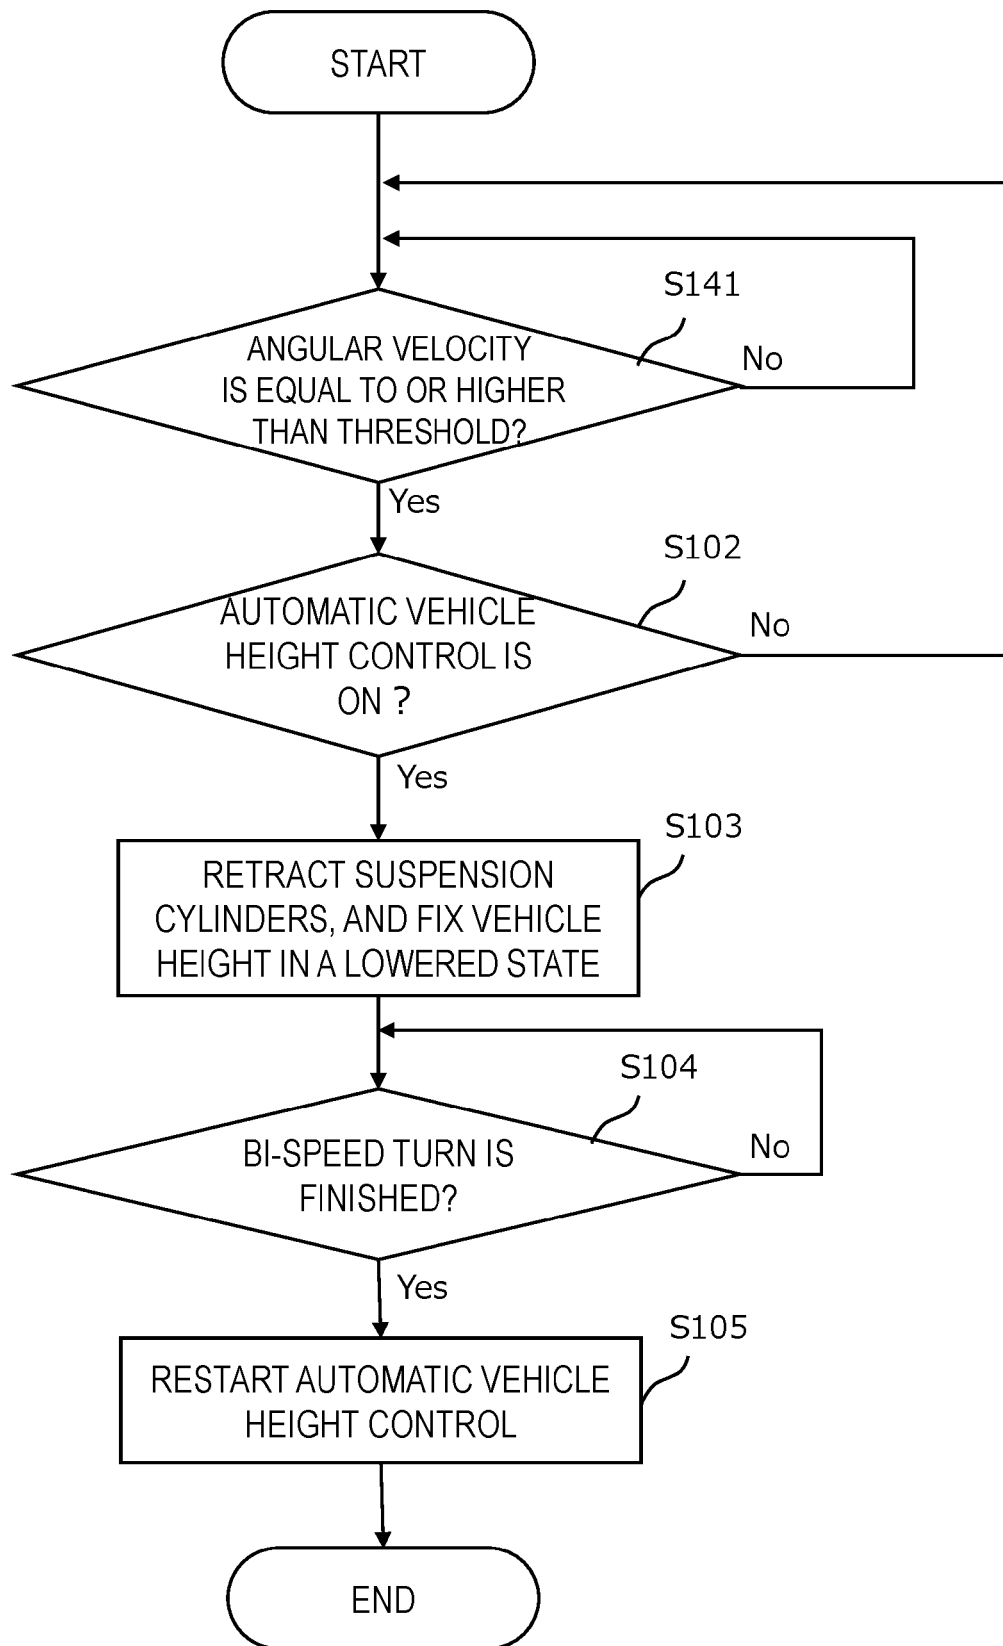 START
S141
ANGULAR VELOCITY
IS EQUAL TO OR HIGHER
THAN THRESHOLD?
No
Yes
S102
AUTOMATIC VEHICLE
HEIGHT CONTROL IS
ON ?
No
Yes
S103
RETRACT SUSPENSION
CYLINDERS, AND FIX VEHICLE
HEIGHT IN A LOWERED STATE
S104
BI-SPEED TURN IS
FINISHED?
No
Yes
S105
RESTART AUTOMATIC VEHICLE
HEIGHT CONTROL
END